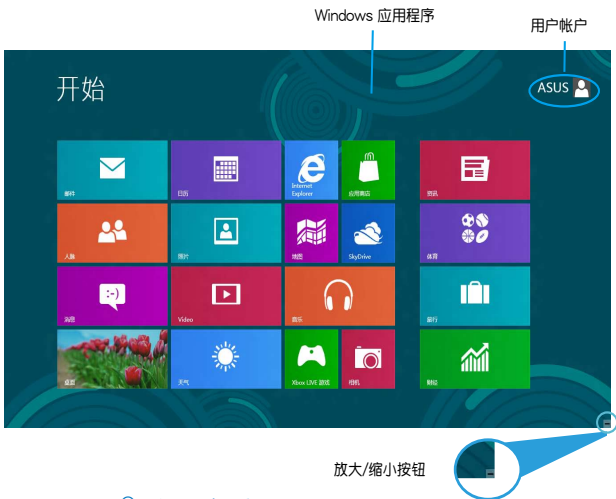 Windows 应用程序
用户帐户
开始
ASUS
邮件
日历
Internet Explorer
应用商店
资讯
人脉
照片
地图
SkyDrive
体育
消息
Video
音乐
旅行
桌面
天气
Xbox LIVE 游戏
相机
财经
放大/缩小按钮